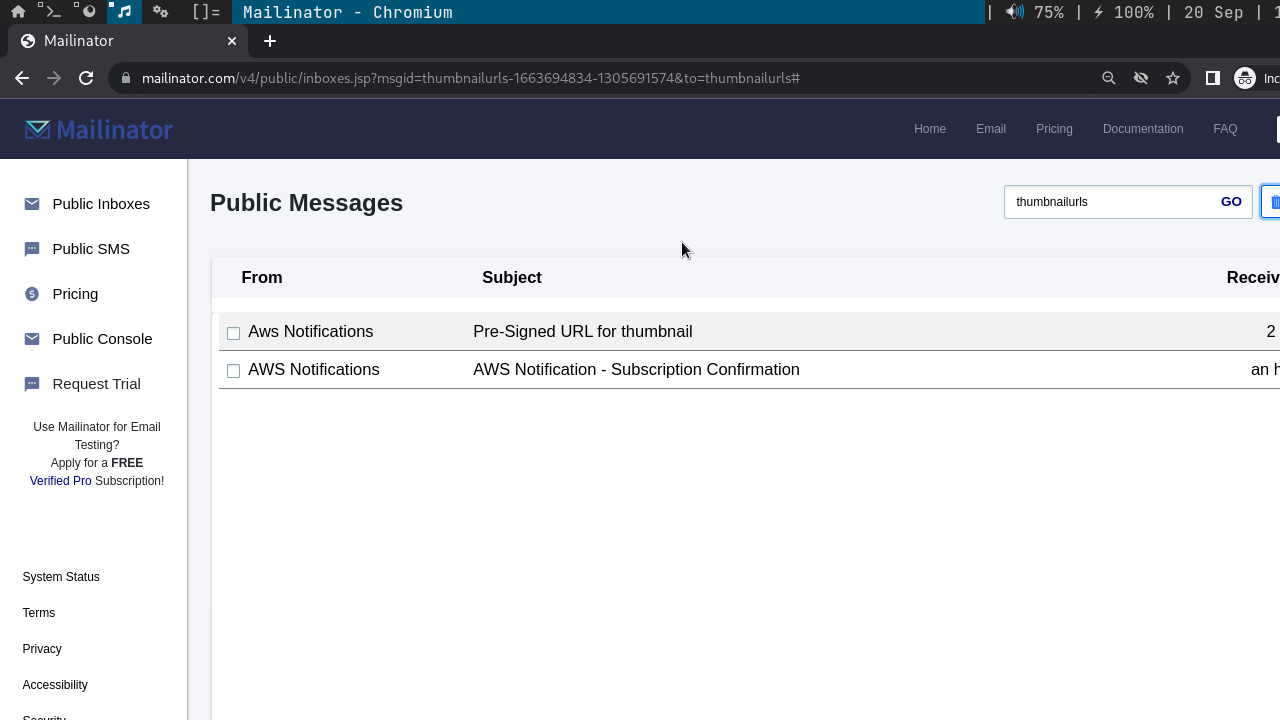 []= Mailinator - Chromium | 75% | ⚡ 100% | 20 Sep |
Mailinator
mailinator.com/v4/public/inboxes.jsp?msgid=thumbnailurls-1663694834-1305691574&to=thumbnailurls#
Mailinator
Home Email Pricing Documentation FAQ
Public Inboxes
Public SMS
Pricing
Public Console
Request Trial
Use Mailinator for Email
Testing?
Apply for a FREE
Verified Pro Subscription!
System Status
Terms
Privacy
Accessibility
Security
Public Messages
thumbnailurls GO
From Subject
Aws Notifications Pre-Signed URL for thumbnail 2
AWS Notifications AWS Notification - Subscription Confirmation an